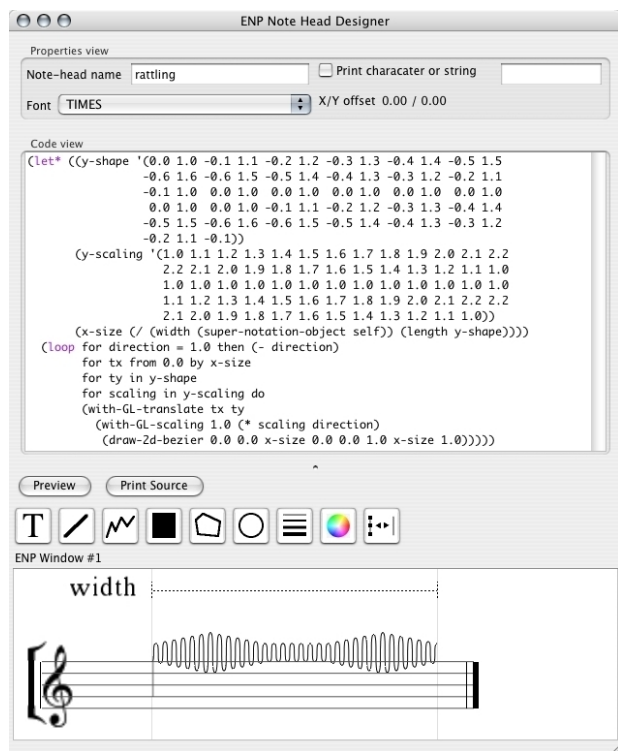 ENP Note Head Designer
Properties view
Note-head name rattling Print characater or string
Font TIMES X/Y offset 0.00 / 0.00
Code view
(let* ((y-shape '(0.0 1.0 -0.1 1.1 -0.2 1.2 -0.3 1.3 -0.4 1.4 -0.5 1.5
-0.6 1.6 -0.6 1.5 -0.5 1.4 -0.4 1.3 -0.3 1.2 -0.2 1.1
-0.1 1.0 0.0 1.0 0.0 1.0 0.0 1.0 0.0 1.0 0.0 1.0
0.0 1.0 0.0 1.0 -0.1 1.1 -0.2 1.2 -0.3 1.3 -0.4 1.4
-0.5 1.5 -0.6 1.6 -0.6 1.5 -0.5 1.4 -0.4 1.3 -0.3 1.2
-0.2 1.1 -0.1))
(y-scaling '(1.0 1.1 1.2 1.3 1.4 1.5 1.6 1.7 1.8 1.9 2.0 2.1 2.2
2.2 2.1 2.0 1.9 1.8 1.7 1.6 1.5 1.4 1.3 1.2 1.1 1.0
1.0 1.0 1.0 1.0 1.0 1.0 1.0 1.0 1.0 1.0 1.0 1.0 1.0
1.1 1.2 1.3 1.4 1.5 1.6 1.7 1.8 1.9 2.0 2.1 2.2 2.2
2.1 2.0 1.9 1.8 1.7 1.6 1.5 1.4 1.3 1.2 1.1 1.0))
(x-size (/ (width (super-notation-object self)) (length y-shape))))
(loop for direction = 1.0 then (- direction)
for tx from 0.0 by x-size
for ty in y-shape
for scaling in y-scaling do
(with-GL-translate tx ty
(with-GL-scaling 1.0 (* scaling direction)
(draw-2d-bezier 0.0 0.0 x-size 0.0 0.0 1.0 x-size 1.0)))))
Preview Print Source
T
ENP Window #1
width